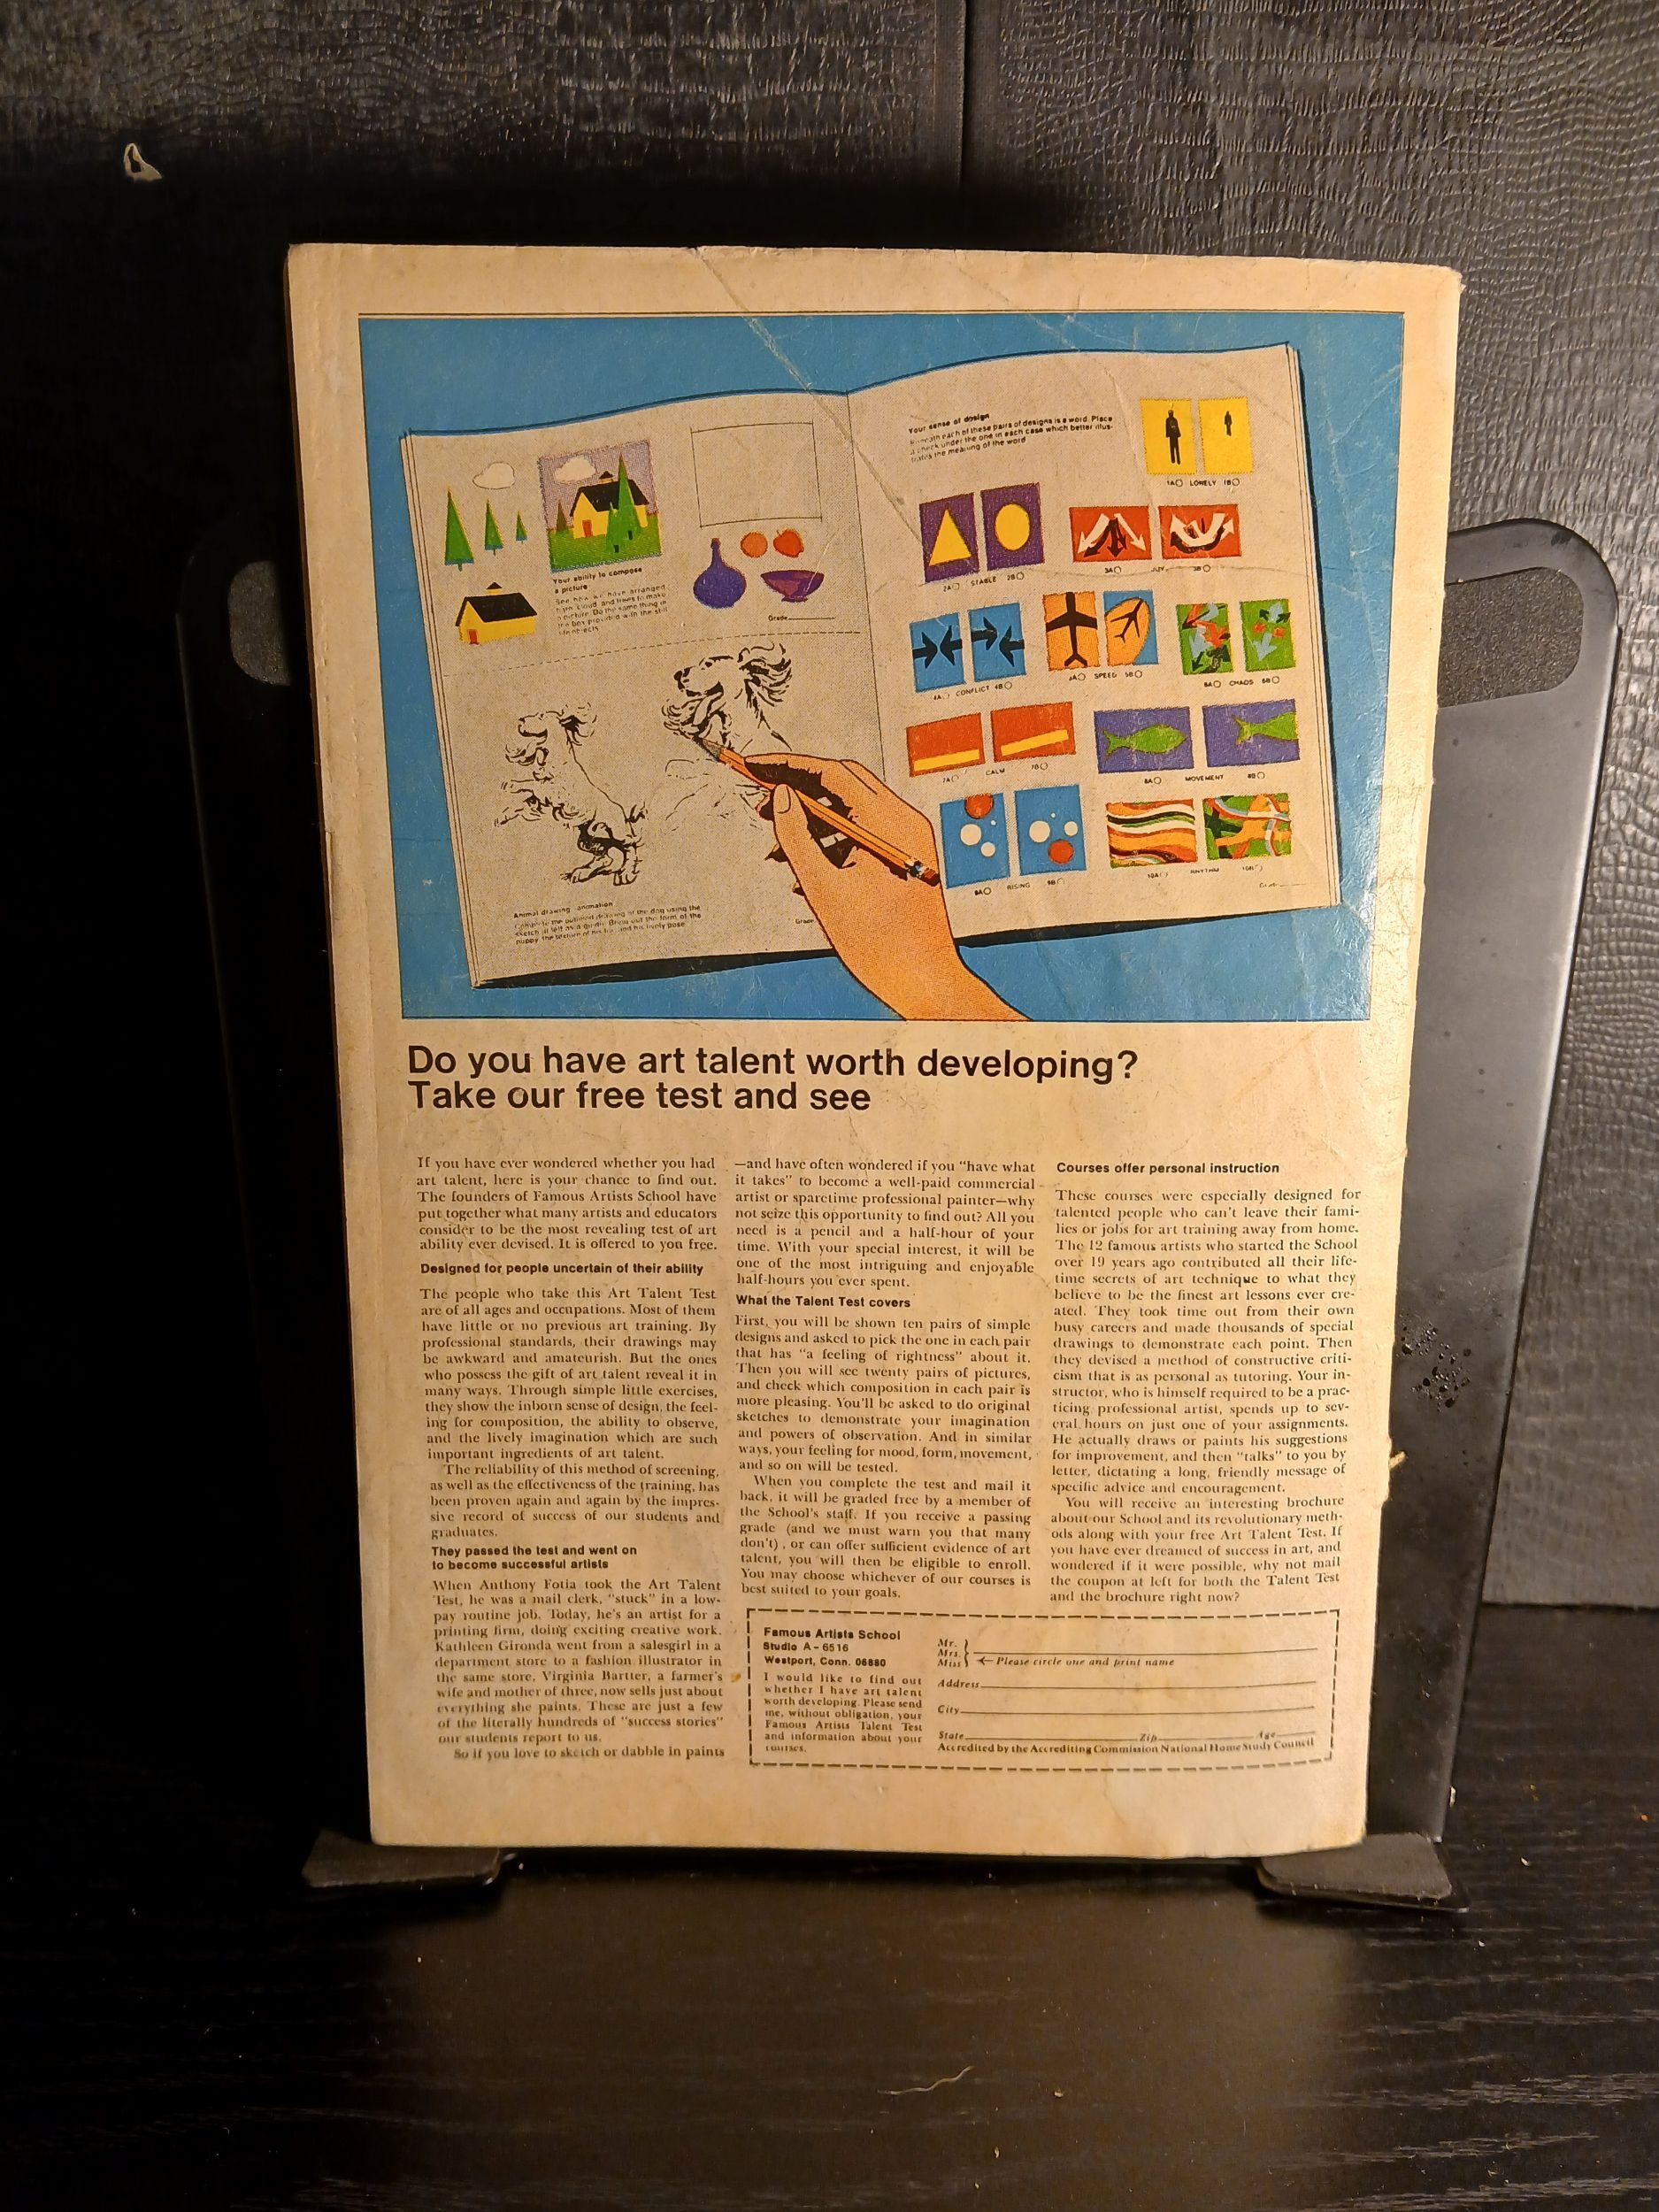 Your ability to compose
a picture
Grade
Animal drawing animation
Your sense of design
Beneath each of these pairs of designs is a word. Place
a check under the one in each case which better illus-
trates the meaning of the word
1A LONELY 1B
2A STABLE 2B
3A 3B
4A CONFLICT 4B
SPEED 5B
6A CHAOS 6B
7A CALM 7B
8A MOVEMENT 8B
RISING 9B
10A RHYTHM 10B
Do you have art talent worth developing?
Take our free test and see
If you have ever wondered whether you had
art talent, here is your chance to find out.
The founders of Famous Artists School have
put together what many artists and educators
consider to be the most revealing test of art
ability ever devised. It is offered to you free.
Designed for people uncertain of their ability
The people who take this Art Talent Test
are of all ages and occupations. Most of them
have little or no previous art training. By
professional standards, their drawings may
be awkward and amateurish. But the ones
who possess the gift of art talent reveal it in
many ways. Through simple little exercises,
they show the inborn sense of design, the feel-
ing for composition, the ability to observe,
and the lively imagination which are such
important ingredients of art talent.
The reliability of this method of screening,
as well as the effectiveness of the training, has
been proven again and again by the impres-
sive record of success of our students and
graduates.
They passed the test and went on
to become successful artists
When Anthony Fotia took the Art Talent
Test, he was a mail clerk, "stuck" in a low-
pay routine job. Today, he's an artist for a
printing firm, doing exciting creative work.
Kathleen Gironda went from a salesgirl in a
department store to a fashion illustrator in
the same store. Virginia Bartter, a farmer's
wife and mother of three, now sells just about
everything she paints. These are just a few
of the literally hundreds of "success stories"
our students report to us.
So if you love to sketch or dabble in paints
—and have often wondered if you "have what
it takes" to become a well-paid commercial
artist or sparetime professional painter—why
not seize this opportunity to find out? All you
need is a pencil and a half-hour of your
time. With your special interest, it will be
one of the most intriguing and enjoyable
half-hours you ever spent.
What the Talent Test covers
First, you will be shown ten pairs of simple
designs and asked to pick the one in each pair
that has "a feeling of rightness" about it.
Then you will see twenty pairs of pictures,
and check which composition in each pair is
more pleasing. You'll be asked to do original
sketches to demonstrate your imagination
and powers of observation. And in similar
ways, your feeling for mood, form, movement,
and so on will be tested.
When you complete the test and mail it
back, it will be graded free by a member of
the School's staff. If you receive a passing
grade (and we must warn you that many
don't), or can offer sufficient evidence of art
talent, you will then be eligible to enroll.
You may choose whichever of our courses is
best suited to your goals.
Courses offer personal instruction
These courses were especially designed for
talented people who can't leave their fami-
lies or jobs for art training away from home.
The 12 famous artists who started the School
over 19 years ago contributed all their life-
time secrets of art technique to what they
believe to be the finest art lessons ever cre-
ated. They took time out from their own
busy careers and made thousands of special
drawings to demonstrate each point. Then
they devised a method of constructive criti-
cism that is as personal as tutoring. Your in-
structor, who is himself required to be a prac-
ticing professional artist, spends up to sev-
eral hours on just one of your assignments.
He actually draws or paints his suggestions
for improvement, and then "talks" to you by
letter, dictating a long, friendly message of
specific advice and encouragement.
You will receive an interesting brochure
about our School and its revolutionary meth-
ods along with your free Art Talent Test. If
you have ever dreamed of success in art, and
wondered if it were possible, why not mail
the coupon at left for both the Talent Test
and the brochure right now?
Famous Artists School
Studio A-6516
Westport, Conn. 06880
I would like to find out
whether I have art talent
worth developing. Please send
me, without obligation, your
Famous Artists Talent Test
and information about your
courses.
Mr.
Mrs.
Miss
Please circle one and print name
Address
City
State Zip Age
Accredited by the Accrediting Commission National Home Study Council